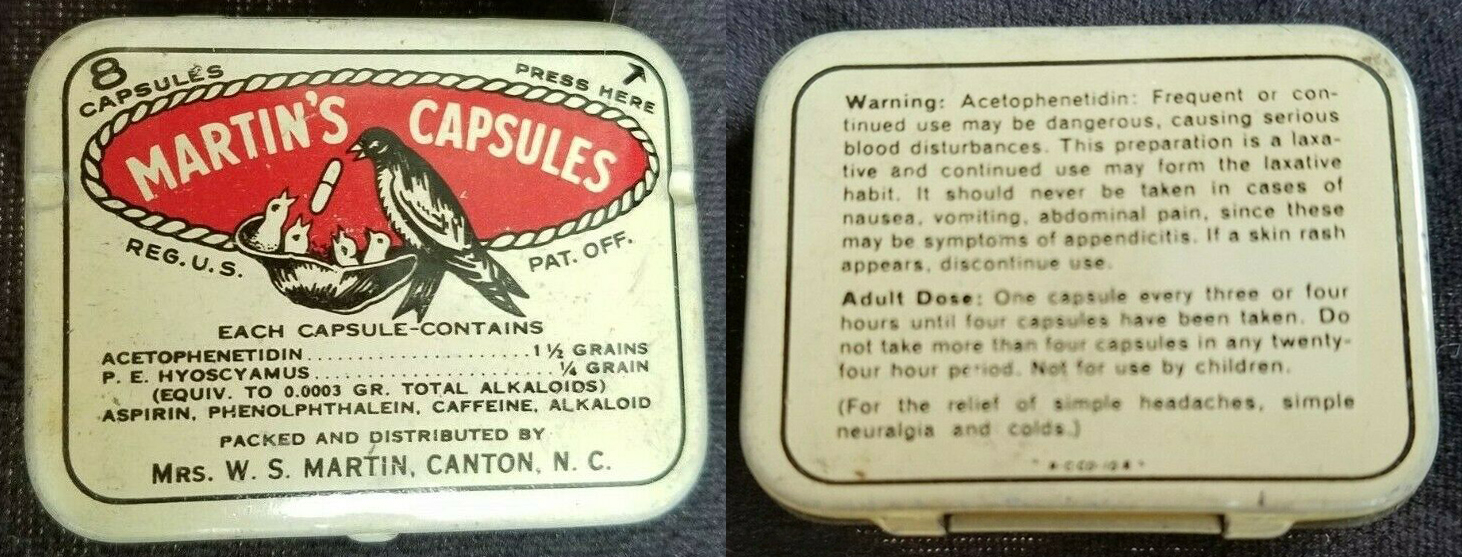 8
CAPSULES
PRESS HERE
MARTIN'S CAPSULES
REG. U.S.
PAT. OFF.
EACH CAPSULE-CONTAINS
ACETOPHENETIDIN......................1 ½ GRAINS
P. E. HYOSCYAMUS......................¼ GRAIN
(EQUIV. TO 0.0003 GR. TOTAL ALKALOIDS)
ASPIRIN, PHENOLPHTHALEIN, CAFFEINE, ALKALOID
PACKED AND DISTRIBUTED BY
MRS. W. S. MARTIN, CANTON, N. C.
Warning: Acetophenetidin: Frequent or con-
tinued use may be dangerous, causing serious
blood disturbances. This preparation is a laxa-
tive and continued use may form the laxative
habit. It should never be taken in cases of
nausea, vomiting, abdominal pain, since these
may be symptoms of appendicitis. If a skin rash
appears, discontinue use.
Adult Dose: One capsule every three or four
hours until four capsules have been taken. Do
not take more than four capsules in any twenty-
four hour period. Not for use by children.
(For the relief of simple headaches, simple
neuralgia and colds.)